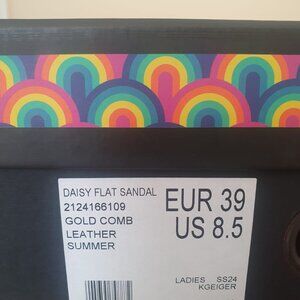 DAISY FLAT SANDAL
2124166109
GOLD COMB
LEATHER
SUMMER
EUR 39
US 8.5
LADIES SS24
KGEIGER